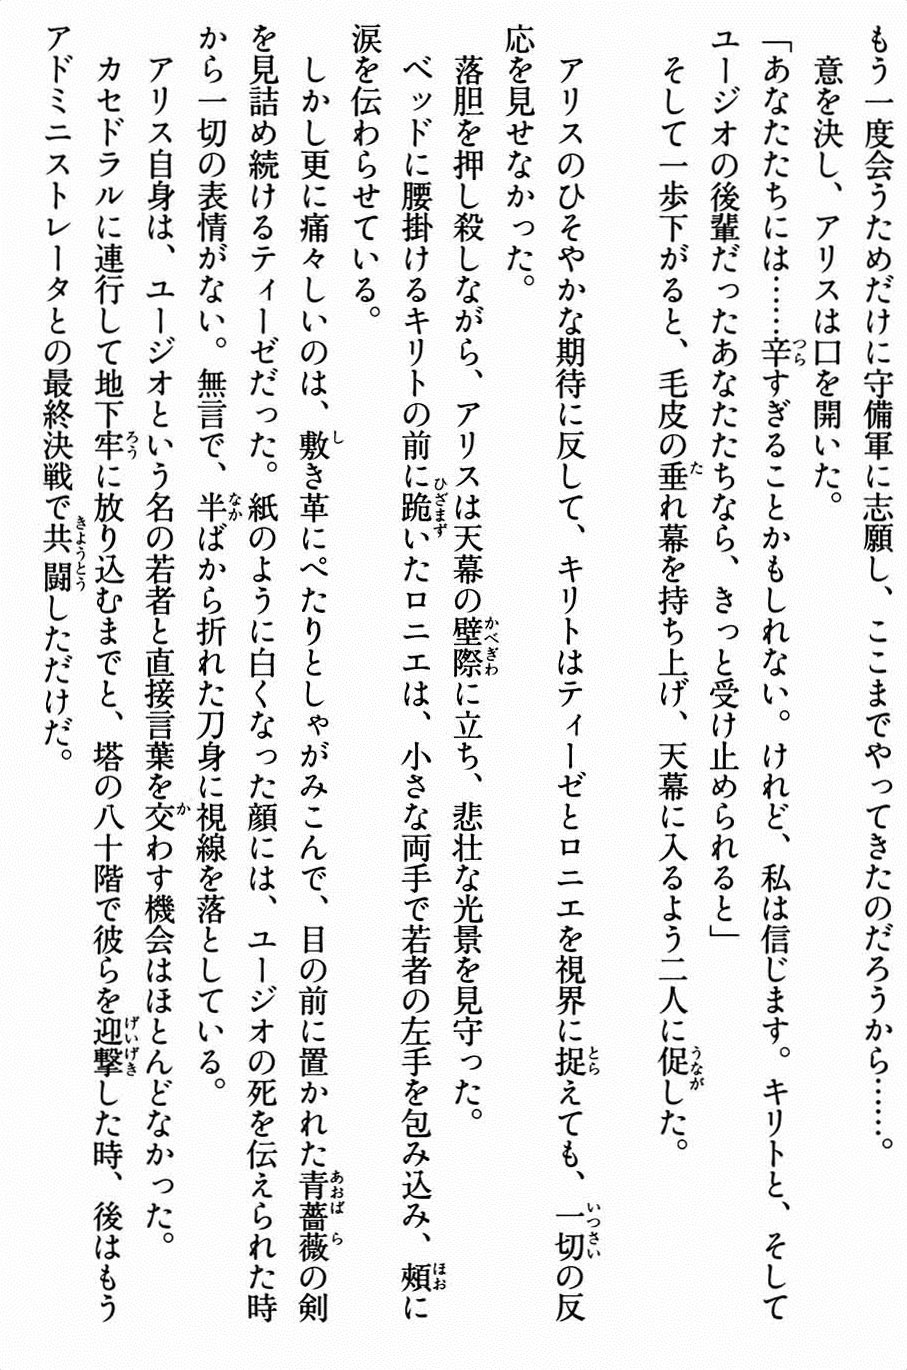 もう一度会うためだけに守備軍に志願し、ここまでやってきたのだろうから……。
意を決し、アリスは口を開いた。
「あなたたちには……辛すぎることかもしれない。けれど、私は信じます。キリトと、そして
ユージオの後輩だったあなたたちなら、きっと受け止められると」
そして一歩下がると、毛皮の垂れ幕を持ち上げ、天幕に入るよう二人に促した。
アリスのひそやかな期待に反して、キリトはティーゼとロニエを視界に捉えても、一切の反
応を見せなかった。
落胆を押し殺しながら、アリスは天幕の壁際に立ち、悲壮な光景を見守った。
ベッドに腰掛けるキリトの前に跪いたロニエは、小さな両手で若者の左手を包み込み、頰に
涙を伝わらせている。
しかし更に痛々しいのは、敷き革にぺたりとしゃがみこんで、目の前に置かれた青薔薇の剣
を見詰め続けるティーゼだった。紙のように白くなった顔には、ユージオの死を伝えられた時
から一切の表情がない。無言で、半ばから折れた刀身に視線を落としている。
アリス自身は、ユージオという名の若者と直接言葉を交わす機会はほとんどなかった。
カセドラルに連行して地下牢に放り込むまでと、塔の八十階で彼らを迎撃した時、後はもう
アドミニストレータとの最終決戦で共闘しただけだ。